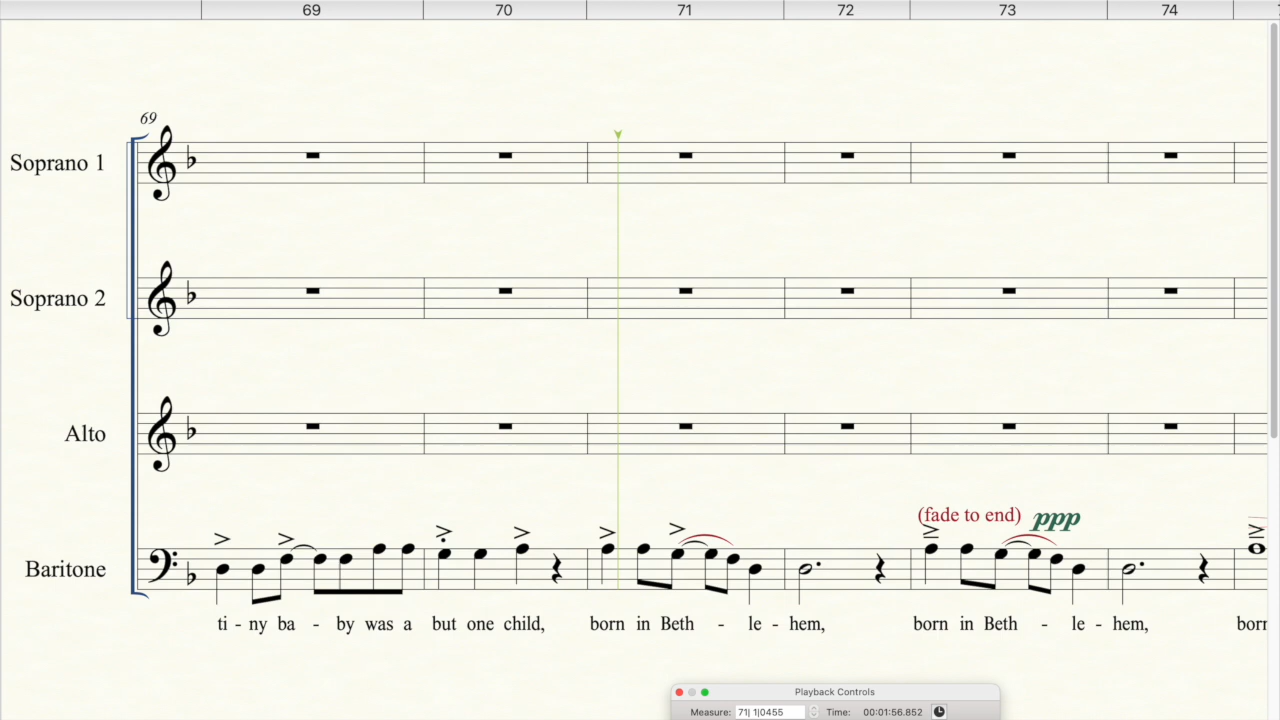 69 70 71 72 73 74
69
Soprano 1
Soprano 2
Alto
(fade to end) ppp
Baritone
ti - ny ba - by was a but one child, born in Beth - le - hem, born in Beth - le - hem, born
Playback Controls
Measure: 71| 1|0455 Time: 00:01:56.852